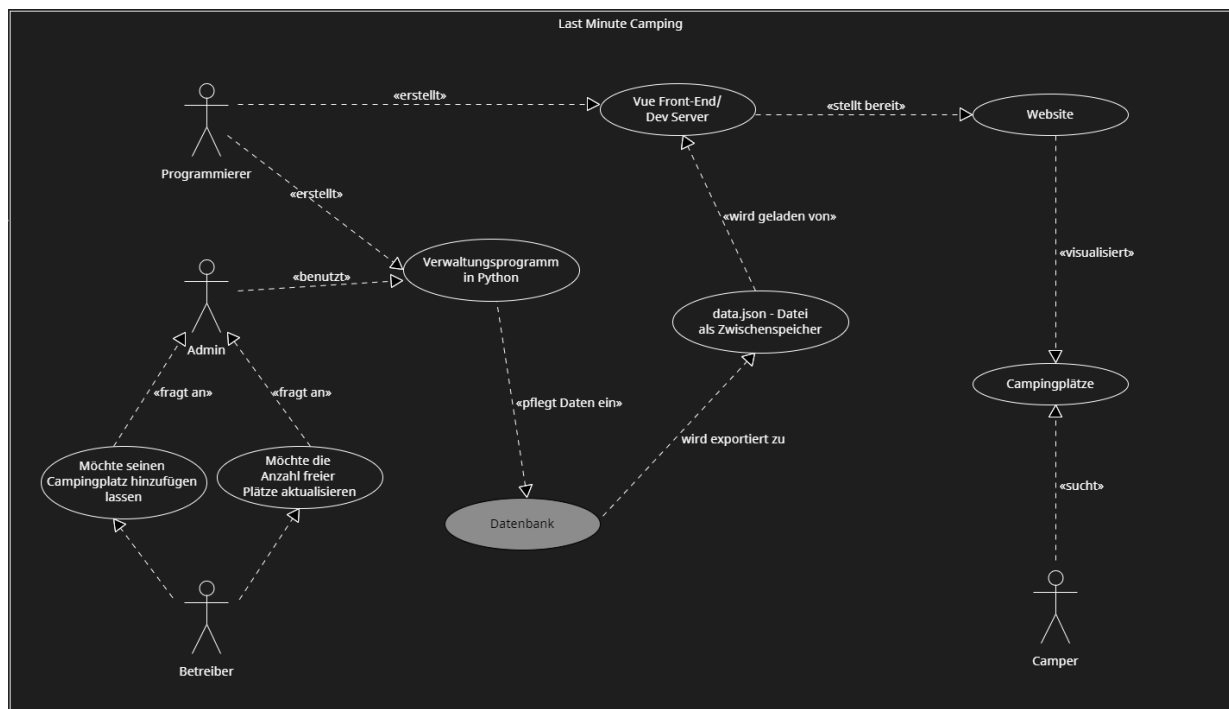 Last Minute Camping
Programmierer
«erstellt»
Vue Front-End/
Dev Server
«stellt bereit»
Website
«erstellt»
«wird geladen von»
«visualisiert»
Admin
«benutzt»
Verwaltungsprogramm
in Python
data.json - Datei
als Zwischenspeicher
Campingplätze
«fragt an»
«fragt an»
«pflegt Daten ein»
wird exportiert zu
Möchte seinen
Campingplatz hinzufügen
lassen
Möchte die
Anzahl freier
Plätze aktualisieren
Datenbank
«sucht»
Betreiber
Camper